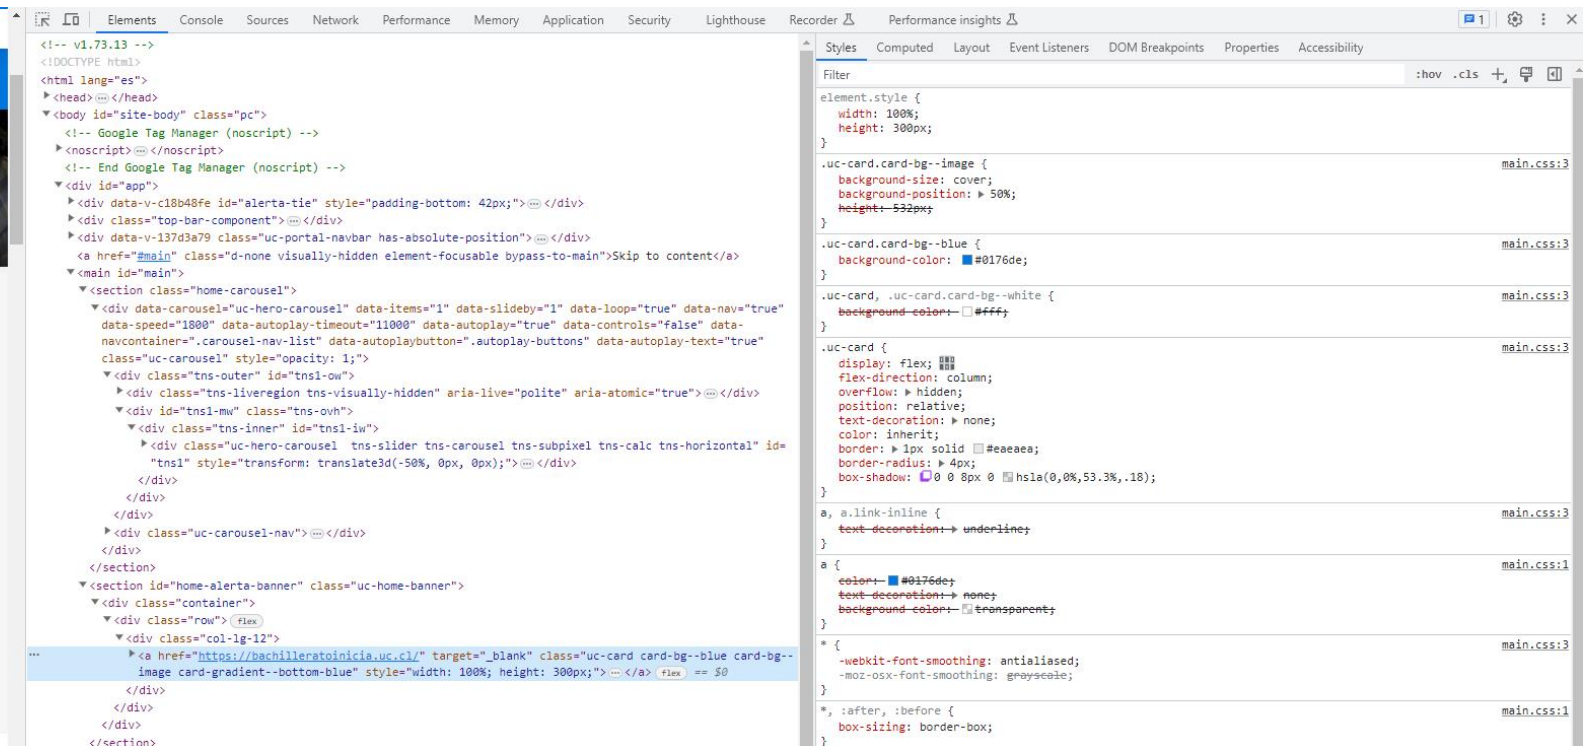 Elements Console Sources Network Performance Memory Application Security Lighthouse Recorder Performance insights 1
<!-- v1.73.13 -->
<!DOCTYPE html>
<html lang="es">
<head> … </head>
<body id="site-body" class="pc">
<!-- Google Tag Manager (noscript) -->
<noscript> … </noscript>
<!-- End Google Tag Manager (noscript) -->
<div id="app">
<div data-v-c18b48fe id="alerta-tie" style="padding-bottom: 42px;"> … </div>
<div class="top-bar-component"> … </div>
<div data-v-137d3a79 class="uc-portal-navbar has-absolute-position"> … </div>
<a href="#main" class="d-none visually-hidden element-focusable bypass-to-main">Skip to content</a>
<main id="main">
<section class="home-carousel">
<div data-carousel="uc-hero-carousel" data-items="1" data-slideby="1" data-loop="true" data-nav="true"
data-speed="1800" data-autoplay-timeout="11000" data-autoplay="true" data-controls="false" data-
navcontainer=".carousel-nav-list" data-autoplaybutton=".autoplay-buttons" data-autoplay-text="true"
class="uc-carousel" style="opacity: 1;">
<div class="tns-outer" id="tns1-ow">
<div class="tns-liveregion tns-visually-hidden" aria-live="polite" aria-atomic="true"> … </div>
<div id="tns1-mw" class="tns-ovh">
<div class="tns-inner" id="tns1-iw">
<div class="uc-hero-carousel  tns-slider tns-carousel tns-subpixel tns-calc tns-horizontal" id=
"tns1" style="transform: translate3d(-50%, 0px, 0px);"> … </div>
</div>
</div>
</div>
<div class="uc-carousel-nav"> … </div>
</div>
</section>
<section id="home-alerta-banner" class="uc-home-banner">
<div class="container">
<div class="row"> flex
<div class="col-lg-12">
… <a href="https://bachilleratoinicia.uc.cl/" target="_blank" class="uc-card card-bg--blue card-bg--
image card-gradient--bottom-blue" style="width: 100%; height: 300px;"> … </a> flex == $0
</div>
</div>
</div>
</section>
Styles Computed Layout Event Listeners DOM Breakpoints Properties Accessibility
Filter :hov .cls
element.style {
width: 100%;
height: 300px;
}
.uc-card.card-bg--image { main.css:3
background-size: cover;
background-position: 50%;
height: 532px;
}
.uc-card.card-bg--blue { main.css:3
background-color: #0176de;
}
.uc-card, .uc-card.card-bg--white { main.css:3
background-color: #fff;
}
.uc-card { main.css:3
display: flex;
flex-direction: column;
overflow: hidden;
position: relative;
text-decoration: none;
color: inherit;
border: 1px solid #eaeaea;
border-radius: 4px;
box-shadow: 0 0 8px 0 hsla(0,0%,53.3%,.18);
}
a, a.link-inline { main.css:3
text-decoration: underline;
}
a { main.css:1
color: #0176de;
text-decoration: none;
background-color: transparent;
}
* { main.css:3
-webkit-font-smoothing: antialiased;
-moz-osx-font-smoothing: grayscale;
}
*, :after, :before { main.css:1
box-sizing: border-box;
}